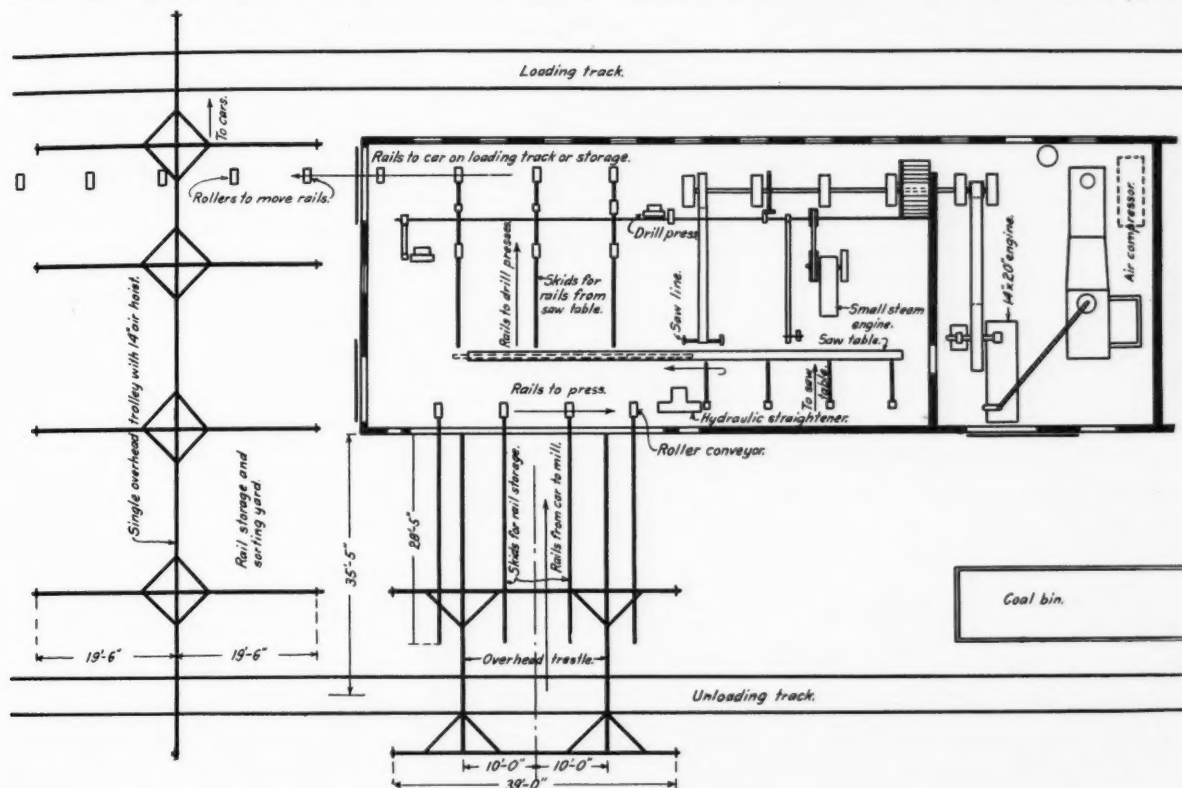 Loading track.
To cars.
Rails to car on loading track or storage.
Rollers to move rails.
Drill press.
Rails to drill presses.
Skids for
rails from
saw table.
Saw line.
Small steam
engine.
Saw table.
14"x20" engine.
Air compressor.
Single overhead trolley with 14" air hoist.
Rails to press.
To saw
table.
Hydraulic straightener.
Roller conveyor.
Rail storage and
sorting yard.
35'-5"
28'-5"
Skids for rail storage.
Rails from car to mill.
Coal bin.
19'-6"
19'-6"
Overhead trestle.
Unloading track.
10'-0"
10'-0"
39'-0"